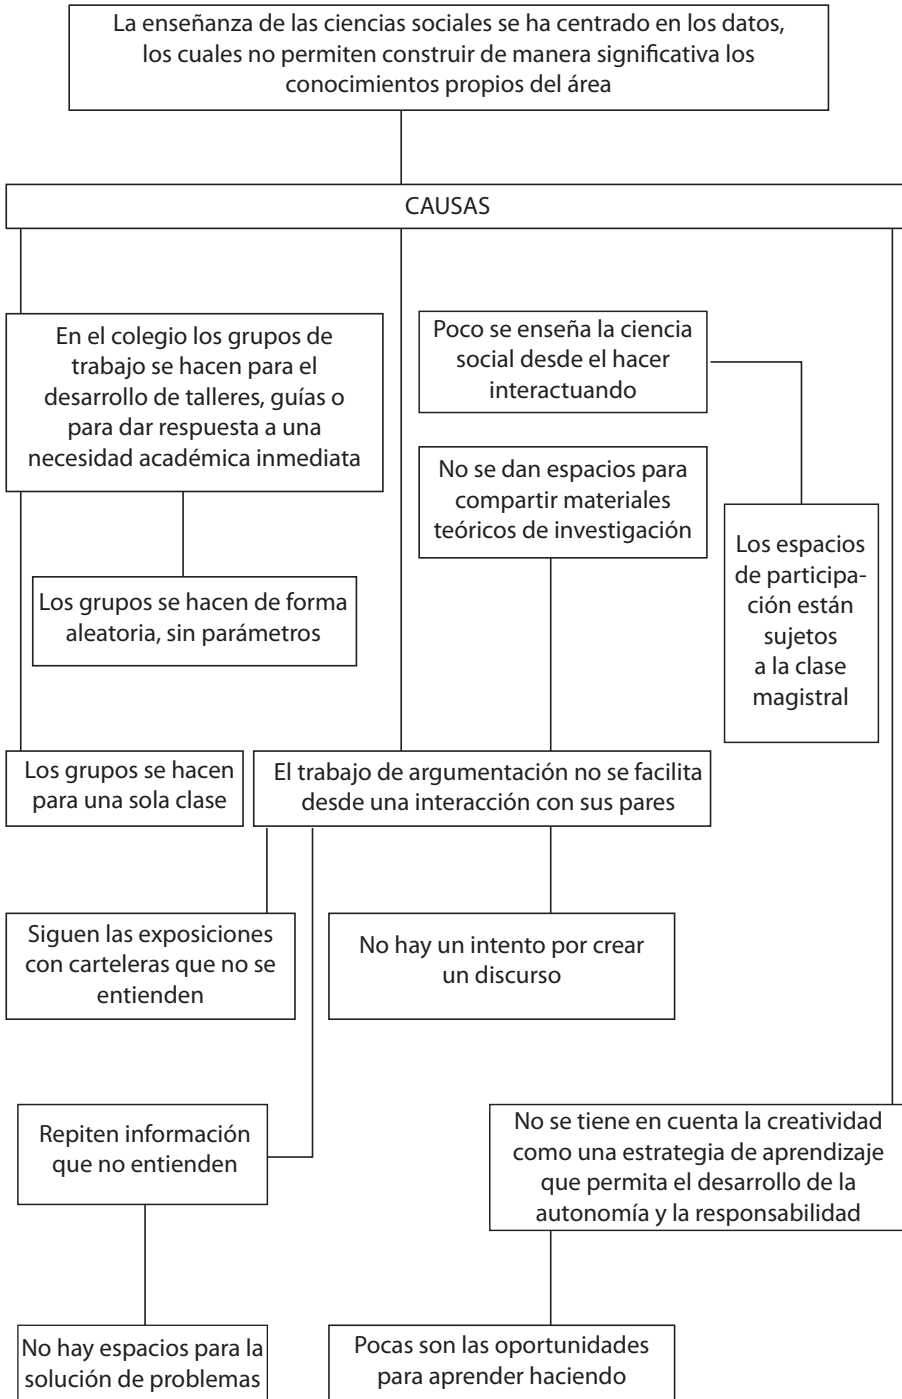 La enseñanza de las ciencias sociales se ha centrado en los datos,
los cuales no permiten construir de manera significativa los
conocimientos propios del área
CAUSAS
En el colegio los grupos de
trabajo se hacen para el
desarrollo de talleres, guías o
para dar respuesta a una
necesidad académica inmediata
Poco se enseña la ciencia
social desde el hacer
interactuando
No se dan espacios para
compartir materiales
teóricos de investigación
Los espacios
de participa-
ción están
sujetos
a la clase
magistral
Los grupos se hacen de forma
aleatoria, sin parámetros
Los grupos se hacen
para una sola clase
El trabajo de argumentación no se facilita
desde una interacción con sus pares
Siguen las exposiciones
con carteleras que no se
entienden
No hay un intento por crear
un discurso
Repiten información
que no entienden
No se tiene en cuenta la creatividad
como una estrategia de aprendizaje
que permita el desarrollo de la
autonomía y la responsabilidad
No hay espacios para la
solución de problemas
Pocas son las oportunidades
para aprender haciendo